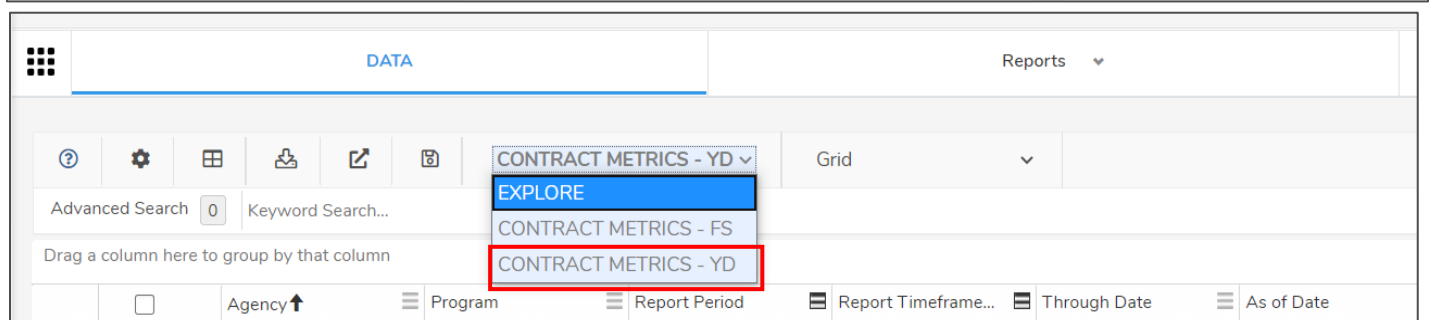 DATA
Reports
CONTRACT METRICS - YD
Grid
EXPLORE
Advanced Search 0 Keyword Search...
CONTRACT METRICS - FS
Drag a column here to group by that column
CONTRACT METRICS - YD
Agency Program Report Period Report Timeframe... Through Date As of Date